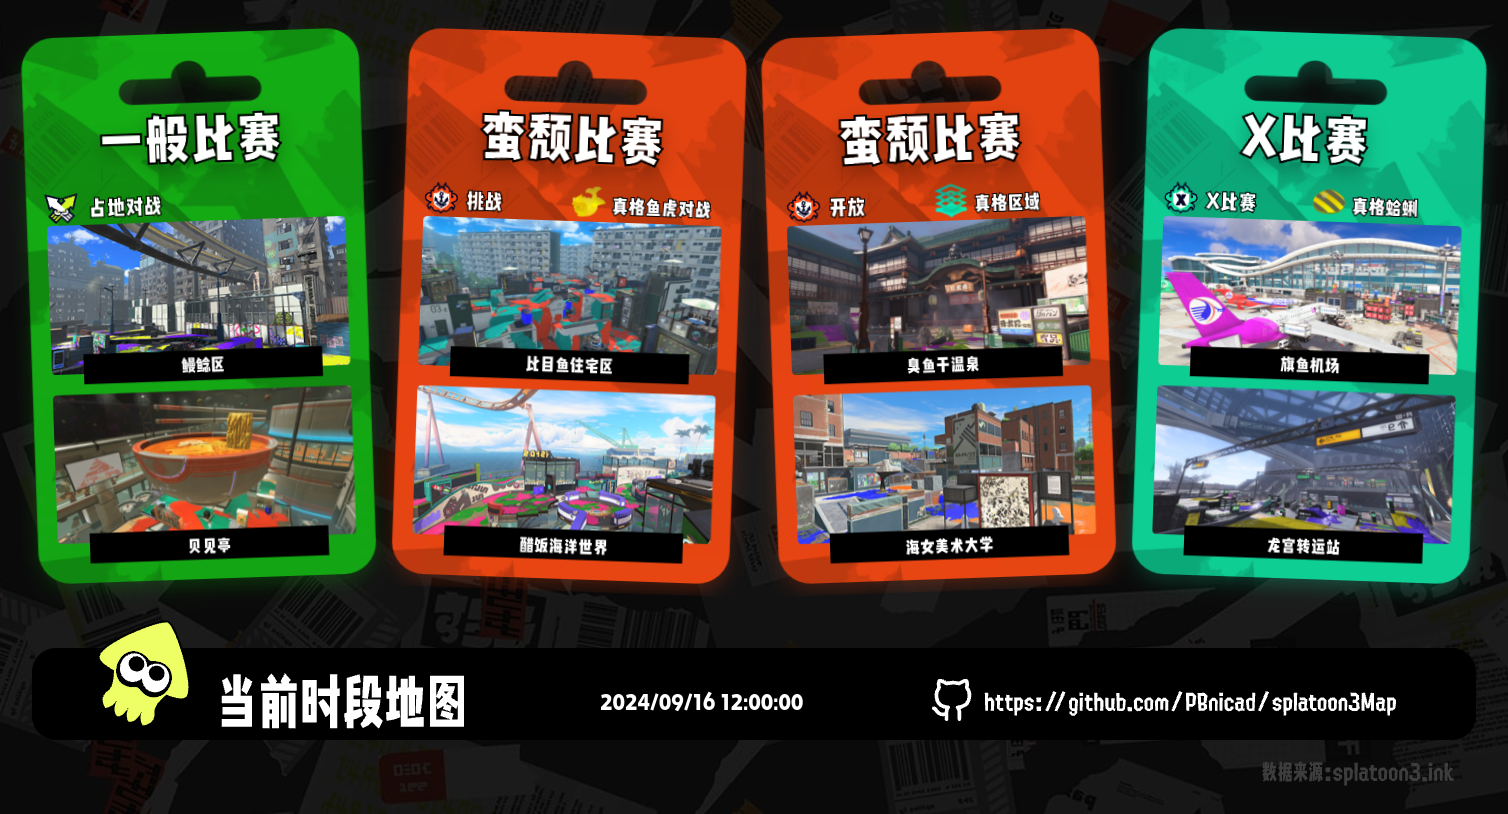 一般比赛
占地对战
鳗鲶区
贝见亭
蛮颓比赛
挑战
真格鱼虎对战
比目鱼住宅区
醋饭海洋世界
蛮颓比赛
开放
真格区域
臭鱼干温泉
海女美术大学
X比赛
X比赛
真格蛤蜊
旗鱼机场
龙宫转运站
当前时段地图
2024/09/16 12:00:00
https://github.com/PBnicad/splatoon3Map
数据来源:splatoon3.ink